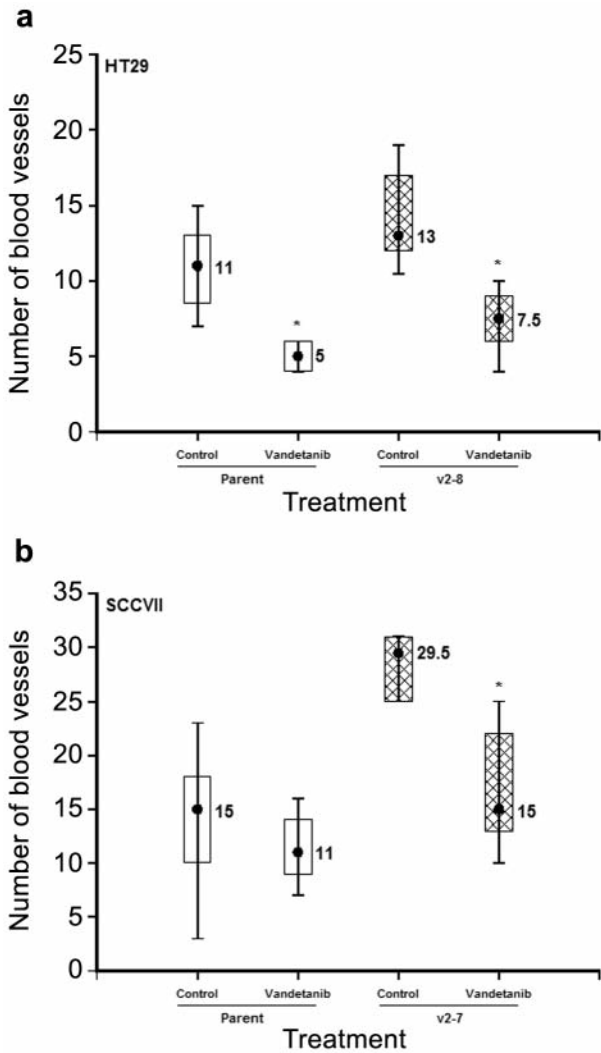 a
HT29
Number of blood vessels
25
20
15
10
5
0
11
*
5
13
*
7.5
Control Vandetanib Control Vandetanib
Parent v2-8
Treatment
b
SCCVII
Number of blood vessels
35
30
25
20
15
10
5
0
15
11
29.5
*
15
Control Vandetanib Control Vandetanib
Parent v2-7
Treatment